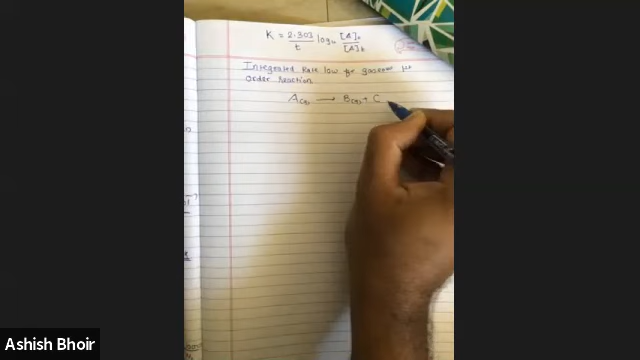 K = 2.303/t log₁₀ [A]₀/[A]t
Integrated Rate law for gaseous 1st
Order Reaction
A(g) → B(g) + C
Ashish Bhoir